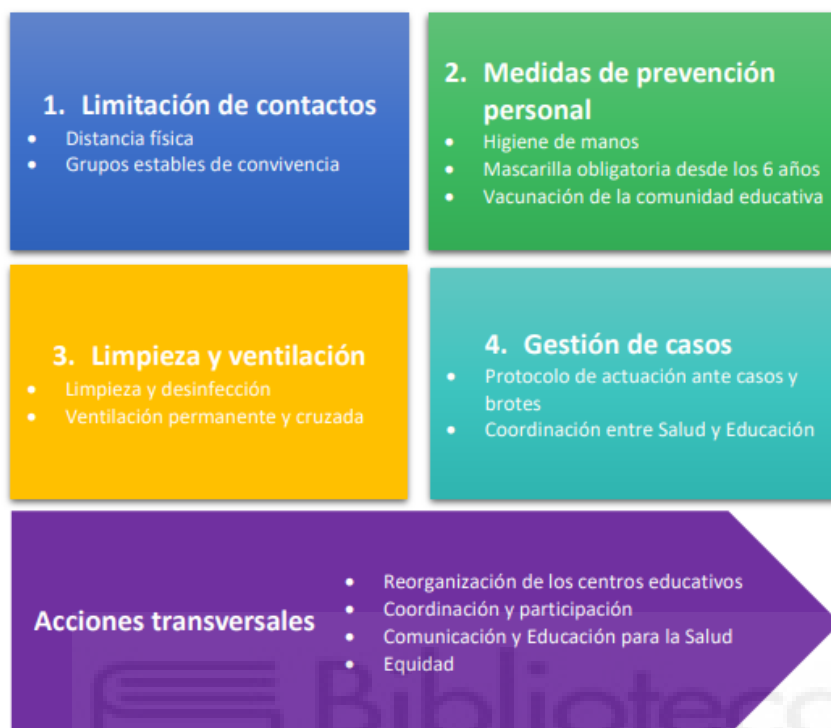 1. Limitación de contactos
• Distancia física
• Grupos estables de convivencia
2. Medidas de prevención
personal
• Higiene de manos
• Mascarilla obligatoria desde los 6 años
• Vacunación de la comunidad educativa
3. Limpieza y ventilación
• Limpieza y desinfección
• Ventilación permanente y cruzada
4. Gestión de casos
• Protocolo de actuación ante casos y
brotes
• Coordinación entre Salud y Educación
Acciones transversales
• Reorganización de los centros educativos
• Coordinación y participación
• Comunicación y Educación para la Salud
• Equidad